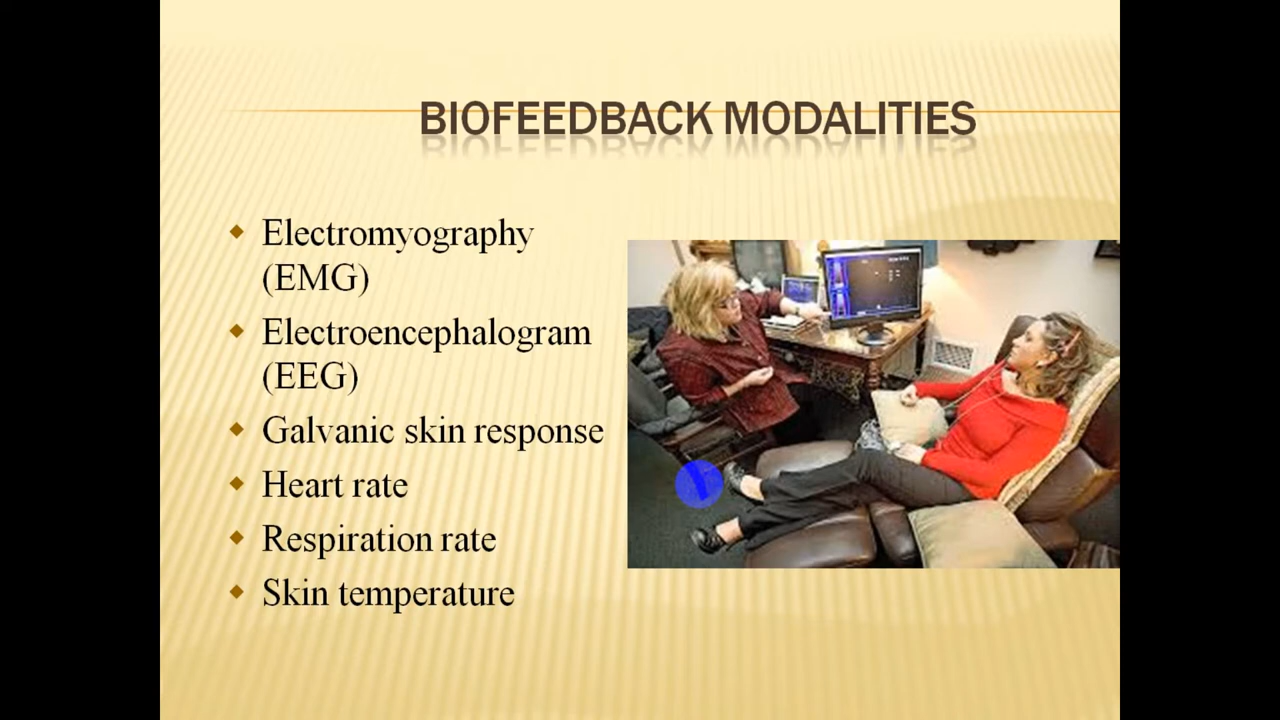 BIOFEEDBACK MODALITIES
Electromyography
(EMG)
Electroencephalogram
(EEG)
Galvanic skin response
Heart rate
Respiration rate
Skin temperature